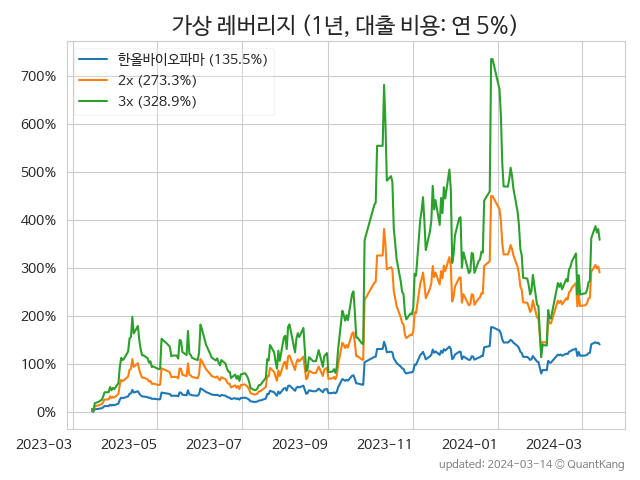 가상 레버리지 (1년, 대출 비용: 연 5%)
한올바이오파마 (135.5%)
2x (273.3%)
3x (328.9%)
700%
600%
500%
400%
300%
200%
100%
0%
2023-03 2023-05 2023-07 2023-09 2023-11 2024-01 2024-03
updated: 2024-03-14 © QuantKang